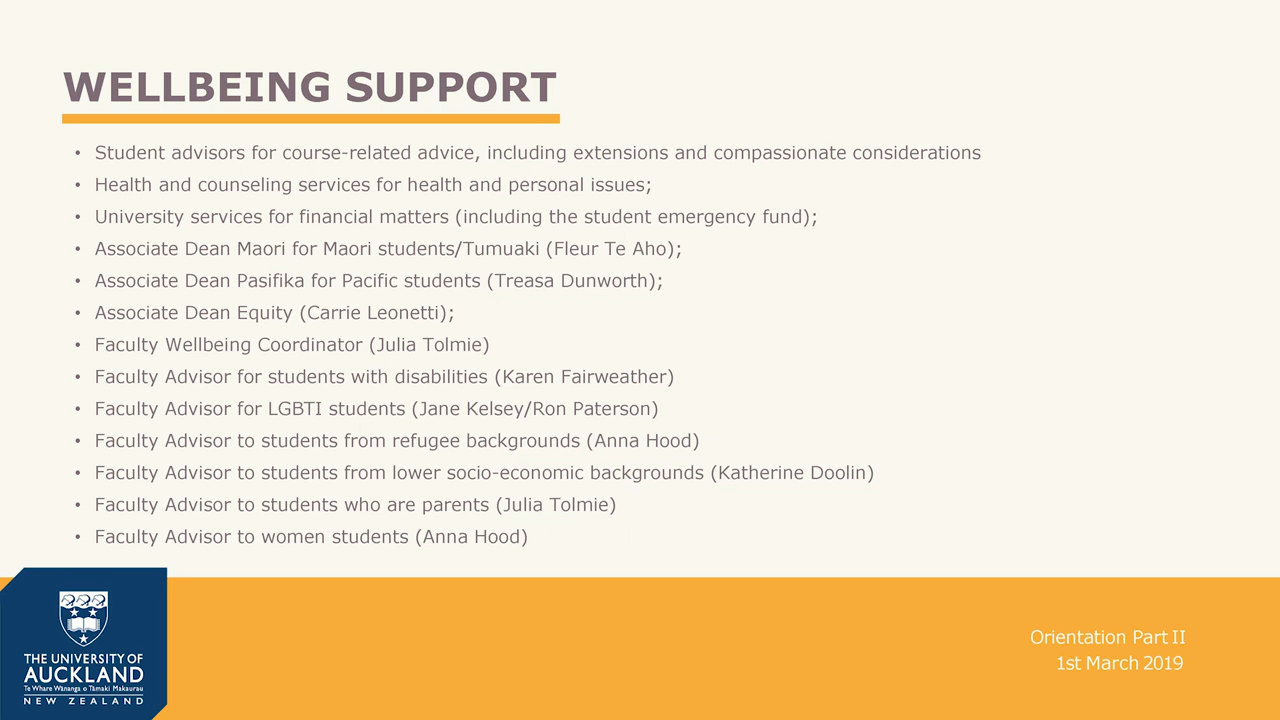 WELLBEING SUPPORT
• Student advisors for course-related advice, including extensions and compassionate considerations
• Health and counseling services for health and personal issues;
• University services for financial matters (including the student emergency fund);
• Associate Dean Maori for Maori students/Tumuaki (Fleur Te Aho);
• Associate Dean Pasifika for Pacific students (Treasa Dunworth);
• Associate Dean Equity (Carrie Leonetti);
• Faculty Wellbeing Coordinator (Julia Tolmie)
• Faculty Advisor for students with disabilities (Karen Fairweather)
• Faculty Advisor for LGBTI students (Jane Kelsey/Ron Paterson)
• Faculty Advisor to students from refugee backgrounds (Anna Hood)
• Faculty Advisor to students from lower socio-economic backgrounds (Katherine Doolin)
• Faculty Advisor to students who are parents (Julia Tolmie)
• Faculty Advisor to women students (Anna Hood)
THE UNIVERSITY OF
AUCKLAND
Te Whare Wānanga o Tāmaki Makaurau
NEW ZEALAND
Orientation Part II
1st March 2019